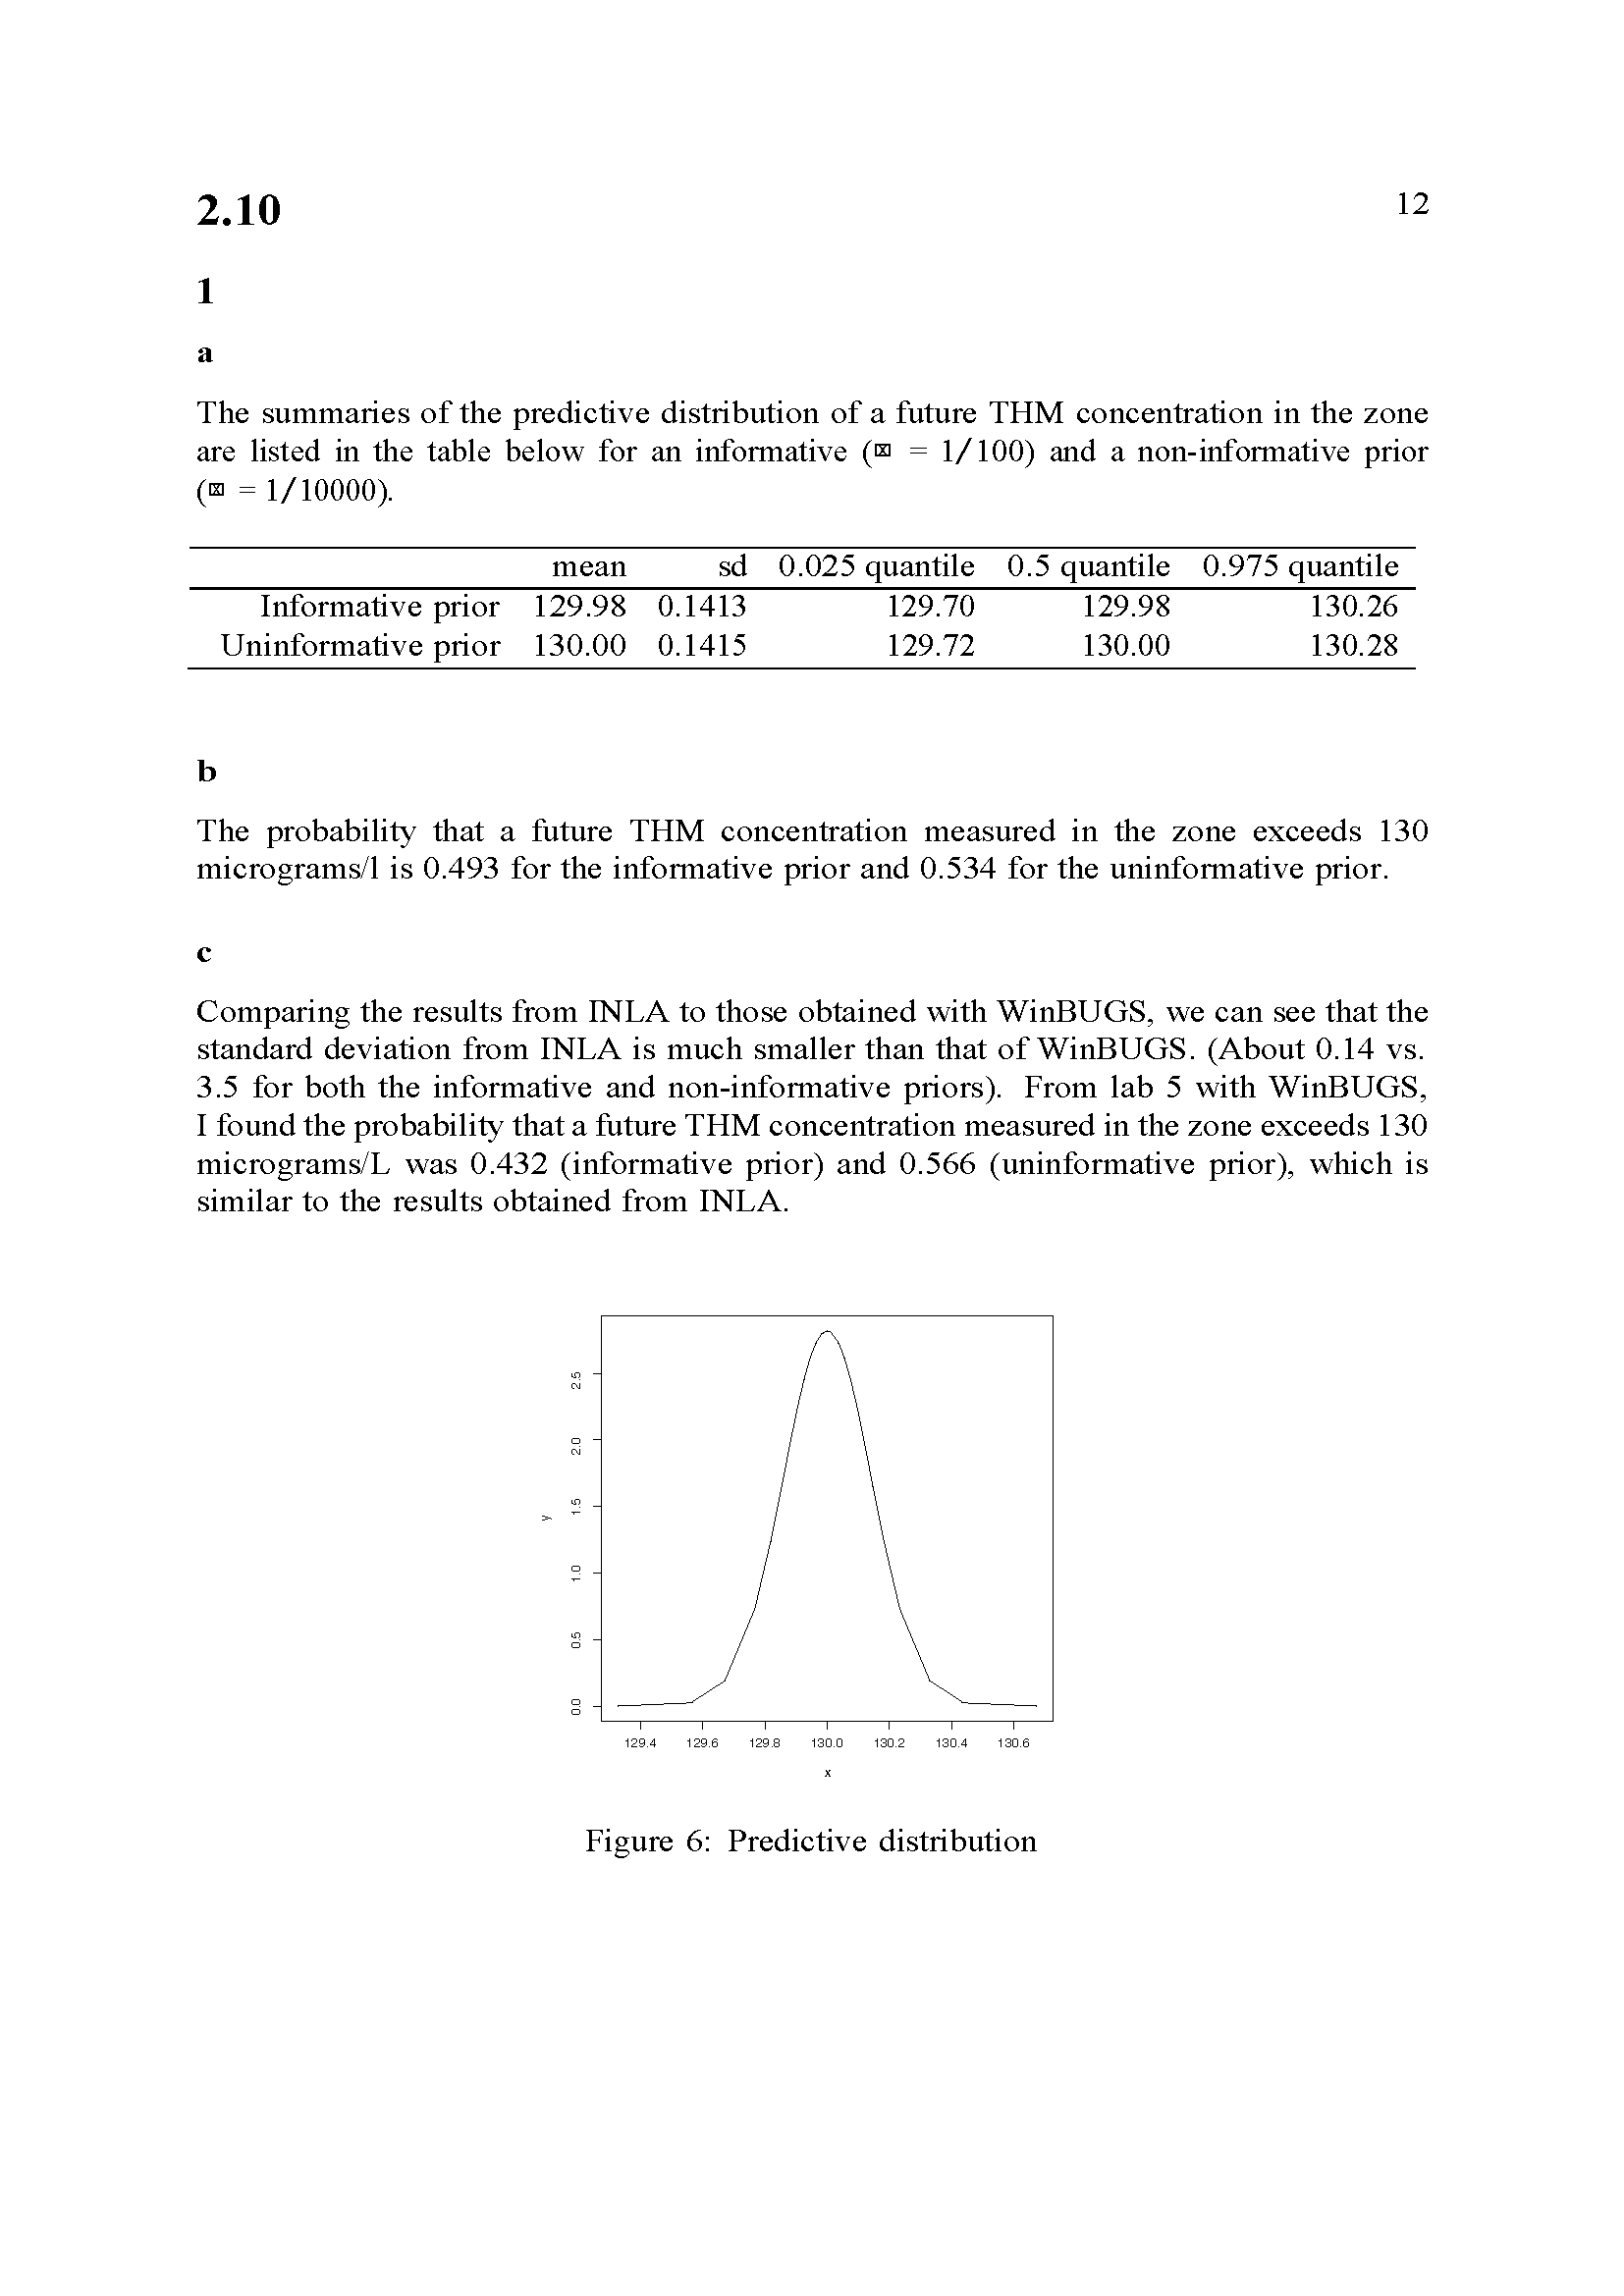 2.10
12
1
a
The summaries of the predictive distribution of a future THM concentration in the zone
are listed in the table below for an informative ( = 1/100) and a non-informative prior
( = 1/10000).
mean sd 0.025 quantile 0.5 quantile 0.975 quantile
Informative prior 129.98 0.1413 129.70 129.98 130.26
Uninformative prior 130.00 0.1415 129.72 130.00 130.28
b
The probability that a future THM concentration measured in the zone exceeds 130
micrograms/l is 0.493 for the informative prior and 0.534 for the uninformative prior.
c
Comparing the results from INLA to those obtained with WinBUGS, we can see that the
standard deviation from INLA is much smaller than that of WinBUGS. (About 0.14 vs.
3.5 for both the informative and non-informative priors). From lab 5 with WinBUGS,
I found the probability that a future THM concentration measured in the zone exceeds 130
micrograms/L was 0.432 (informative prior) and 0.566 (uninformative prior), which is
similar to the results obtained from INLA.
2.5
2.0
1.5
1.0
0.5
0.0
y
129.4 129.6 129.8 130.0 130.2 130.4 130.6
x
Figure 6: Predictive distribution